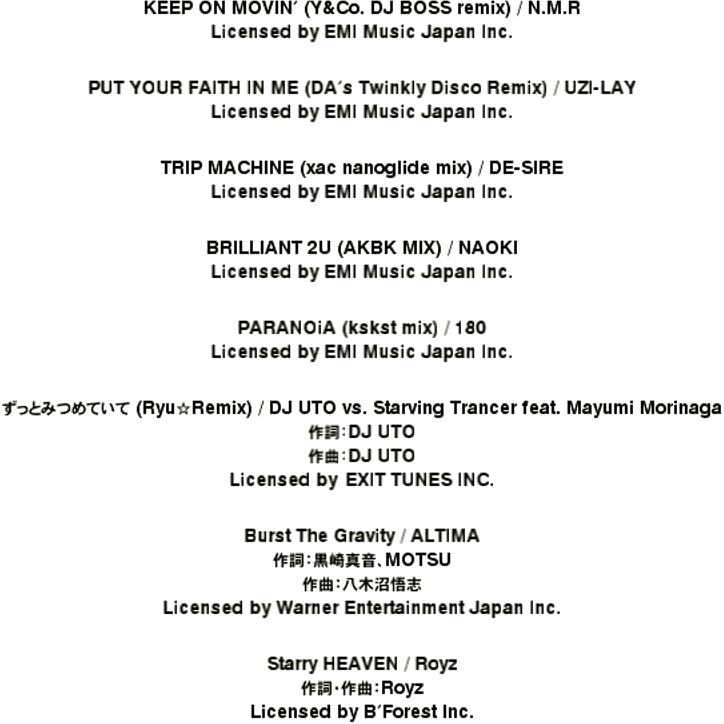 KEEP ON MOVIN´ (Y&Co. DJ BOSS remix) / N.M.R
Licensed by EMI Music Japan Inc.
PUT YOUR FAITH IN ME (DA´s Twinkly Disco Remix) / UZI-LAY
Licensed by EMI Music Japan Inc.
TRIP MACHINE (xac nanoglide mix) / DE-SIRE
Licensed by EMI Music Japan Inc.
BRILLIANT 2U (AKBK MIX) / NAOKI
Licensed by EMI Music Japan Inc.
PARANOiA (kskst mix) / 180
Licensed by EMI Music Japan Inc.
ずっとみつめていて (Ryu☆Remix) / DJ UTO vs. Starving Trancer feat. Mayumi Morinaga
作詞：DJ UTO
作曲：DJ UTO
Licensed by EXIT TUNES INC.
Burst The Gravity / ALTIMA
作詞：黒崎真音、MOTSU
作曲：八木沼悟志
Licensed by Warner Entertainment Japan Inc.
Starry HEAVEN / Royz
作詞・作曲：Royz
Licensed by B´Forest Inc.